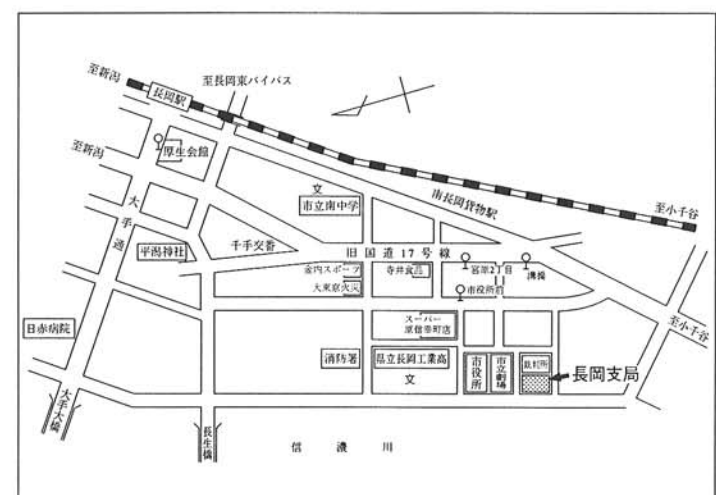 至新潟
長岡駅
至長岡東バイパス
至新潟
厚生会館
南長岡貨物駅
至小千谷
文
市立南中学
大手通
千手交番
平潟神社
旧国道17号線
金内スポーツ
寺井食品
宮原2丁目
大東京火災
市役所前
至小千谷
日赤病院
スーパー
原信幸町店
消防署
県立長岡工業高
文
市役所
市立劇場
裁判所
長岡支局
大手大橋
長生橋
信濃川